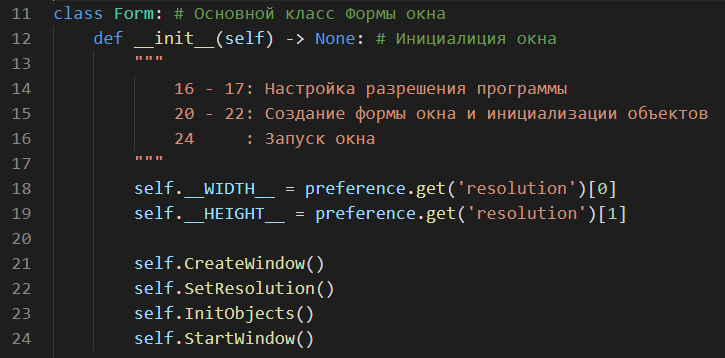 11 class Form: # Основной класс Формы окна
12     def __init__(self) -> None: # Инициалиция окна
13         """
14             16 - 17: Настройка разрешения программы
15             20 - 22: Создание формы окна и инициализации объектов
16             24     : Запуск окна
17         """
18         self.__WIDTH__ = preference.get('resolution')[0]
19         self.__HEIGHT__ = preference.get('resolution')[1]
20
21         self.CreateWindow()
22         self.SetResolution()
23         self.InitObjects()
24         self.StartWindow()